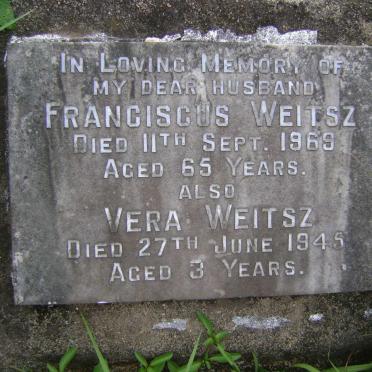 In Loving Memory of
my dear husband
Franciscus Weitsz
Died 11th Sept. 1969
Aged 65 Years.
also
Vera Weitsz
Died 27th June 1945
Aged 3 Years.